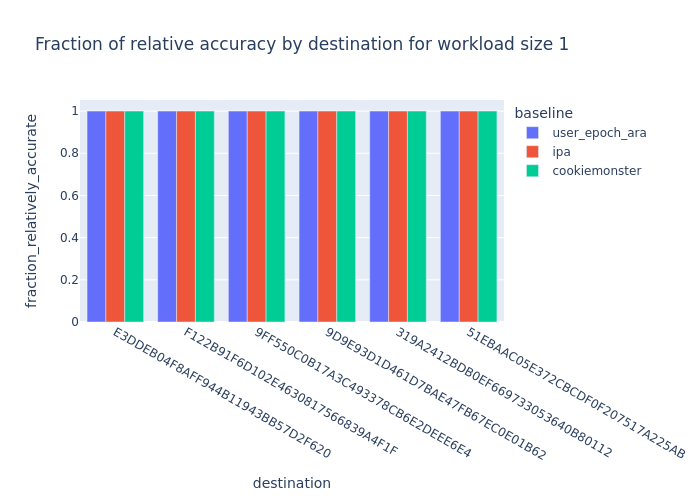 Fraction of relative accuracy by destination for workload size 1
fraction_relatively_accurate
1
0.8
0.6
0.4
0.2
0
baseline
user_epoch_ara
ipa
cookiemonster
E3DDEB04F8AFF944B11943BB57D2F620
F122B91F6D102E4630817566839A4F1F
9FF550C0B17A3C493378CB6E2DEEE6E4
9D9E93D1D461D7BAE47FB67EC0E01B62
319A2412BDB0EF669733053640B80112
51EBAAC05E372CBCDF0F207517A225AB
destination